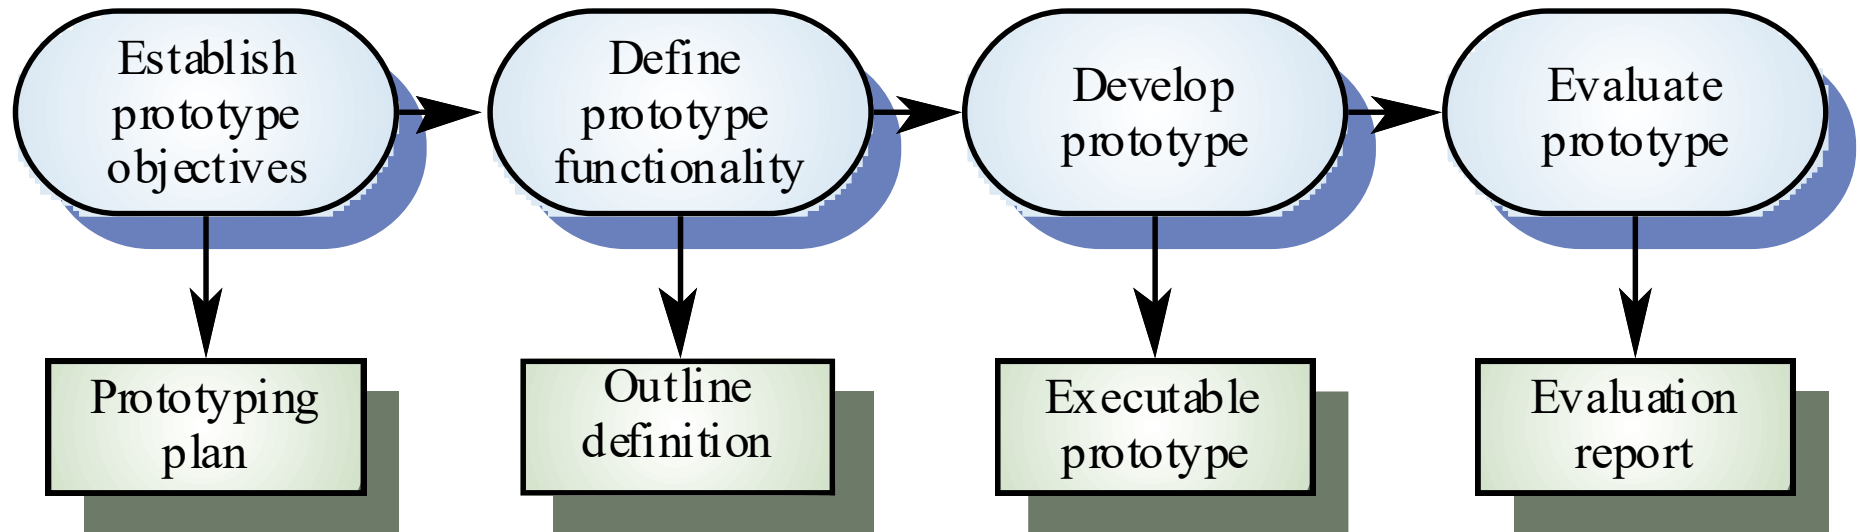 Establish
prototype
objectives
Define
prototype
functionality
Develop
prototype
Evaluate
prototype
Prototyping
plan
Outline
definition
Executable
prototype
Evaluation
report